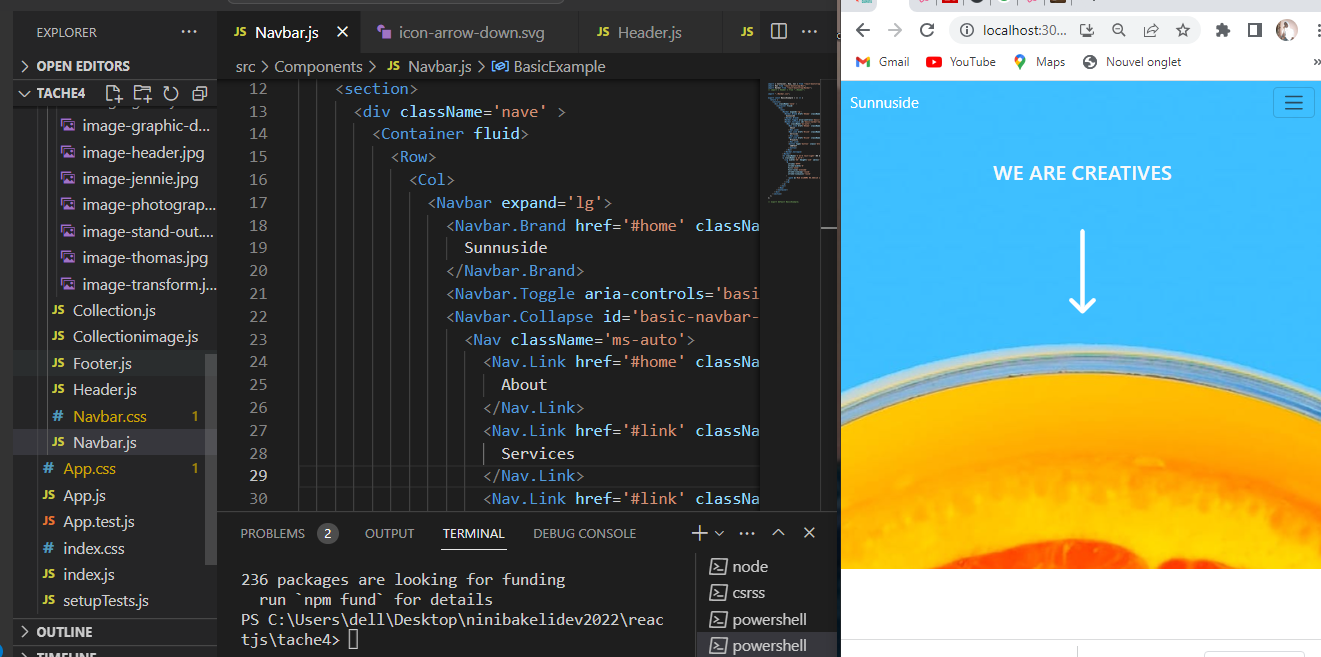 EXPLORER
OPEN EDITORS
TACHE4
image-graphic-d...
image-header.jpg
image-jennie.jpg
image-photograp...
image-stand-out....
image-thomas.jpg
image-transform.j...
JS Collection.js
JS Collectionimage.js
JS Footer.js
JS Header.js
# Navbar.css 1
JS Navbar.js
# App.css 1
JS App.js
JS App.test.js
# index.css
JS index.js
JS setupTests.js
OUTLINE
TIMELINE
JS Navbar.js
icon-arrow-down.svg
JS Header.js
JS
src > Components > JS Navbar.js > BasicExample
12 <section>
13 <div className='nave' >
14 <Container fluid>
15 <Row>
16 <Col>
17 <Navbar expand='lg'>
18 <Navbar.Brand href='#home' classNa
19 Sunnuside
20 </Navbar.Brand>
21 <Navbar.Toggle aria-controls='basi
22 <Navbar.Collapse id='basic-navbar-
23 <Nav className='ms-auto'>
24 <Nav.Link href='#home' classNa
25 About
26 </Nav.Link>
27 <Nav.Link href='#link' classNa
28 Services
29 </Nav.Link>
30 <Nav.Link href='#link' classNa
PROBLEMS 2 OUTPUT TERMINAL DEBUG CONSOLE
236 packages are looking for funding
run `npm fund` for details
PS C:\Users\dell\Desktop\ninibakelidev2022\reac
tjs\tache4>
node
csrss
powershell
powershell
localhost:30...
Gmail YouTube Maps Nouvel onglet »
Sunnuside
WE ARE CREATIVES